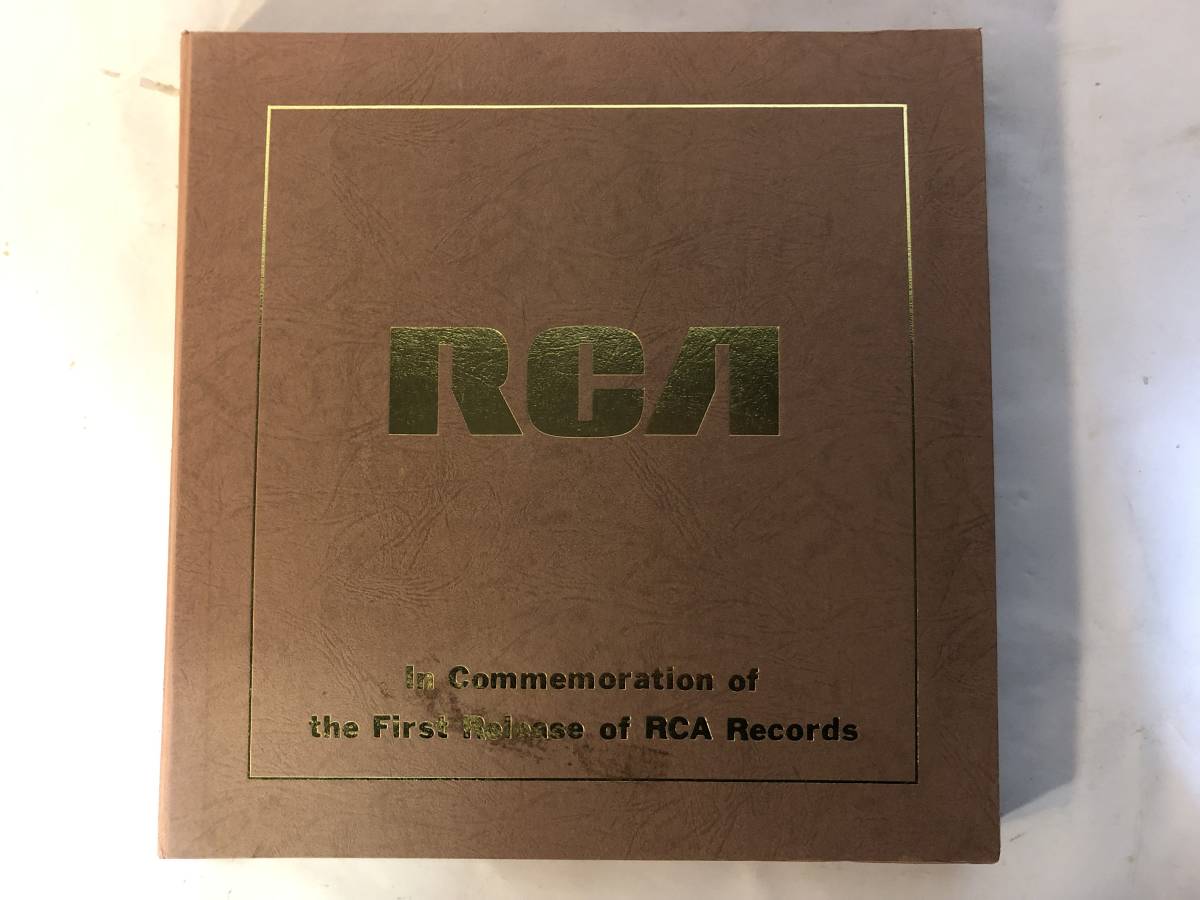 RCA
In Commemoration of
the First Release of RCA Records